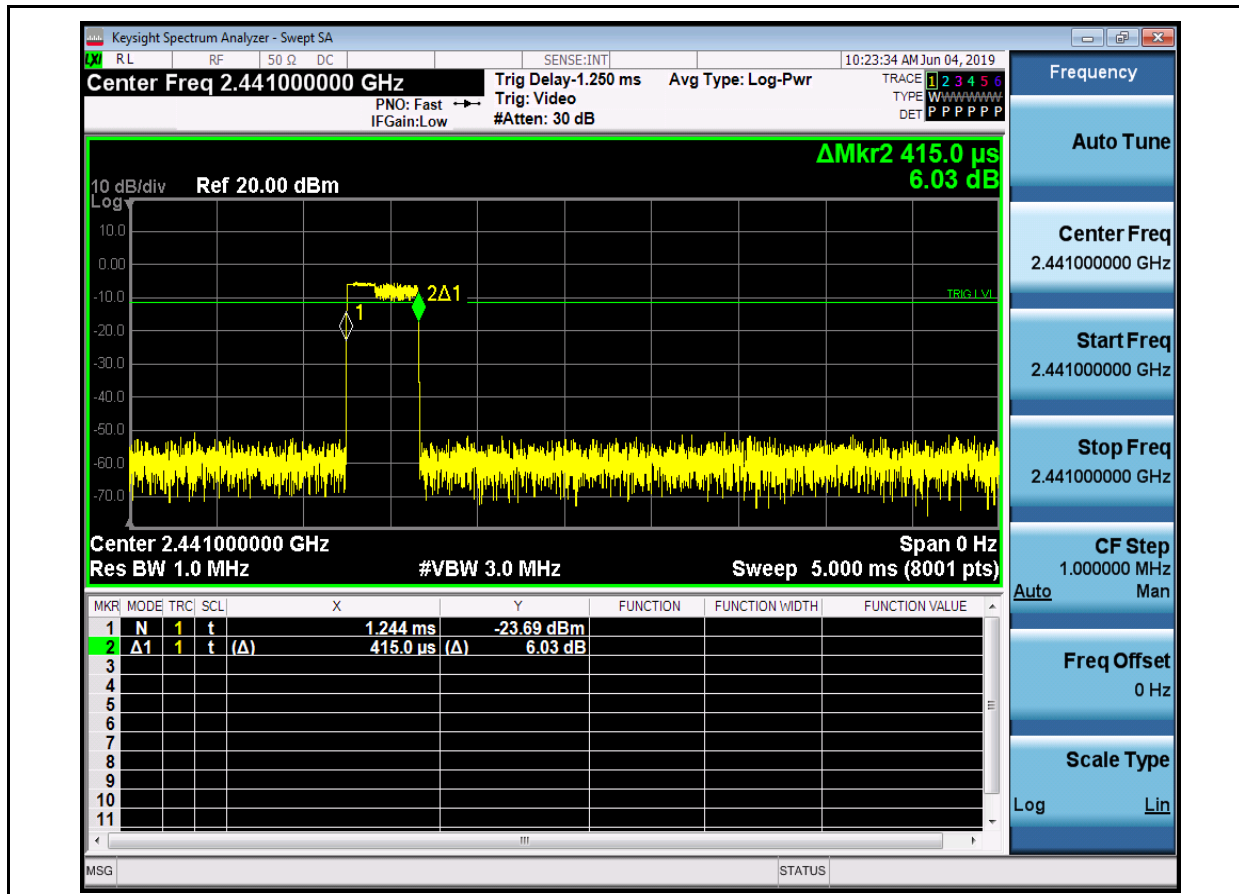 Keysight Spectrum Analyzer - Swept SA
LXI RL RF 50 Ω DC SENSE:INT 10:23:34 AM Jun 04, 2019
Center Freq 2.441000000 GHz
PNO: Fast
IFGain:Low
Trig Delay-1.250 ms
Trig: Video
#Atten: 30 dB
Avg Type: Log-Pwr
TRACE 1 2 3 4 5 6
TYPE WWWWWW
DET P P P P P P
ΔMkr2 415.0 µs
6.03 dB
10 dB/div Ref 20.00 dBm
Log
10.0
0.00
-10.0
-20.0
-30.0
-40.0
-50.0
-60.0
-70.0
1
2Δ1
TRIG LVL
Center 2.441000000 GHz Span 0 Hz
Res BW 1.0 MHz #VBW 3.0 MHz Sweep 5.000 ms (8001 pts)
MKR MODE TRC SCL X Y FUNCTION FUNCTION WIDTH FUNCTION VALUE
1 N 1 t 1.244 ms -23.69 dBm
2 Δ1 1 t (Δ) 415.0 µs (Δ) 6.03 dB
3
4
5
6
7
8
9
10
11
MSG STATUS
Frequency
Auto Tune
Center Freq
2.441000000 GHz
Start Freq
2.441000000 GHz
Stop Freq
2.441000000 GHz
CF Step
1.000000 MHz
Auto Man
Freq Offset
0 Hz
Scale Type
Log Lin